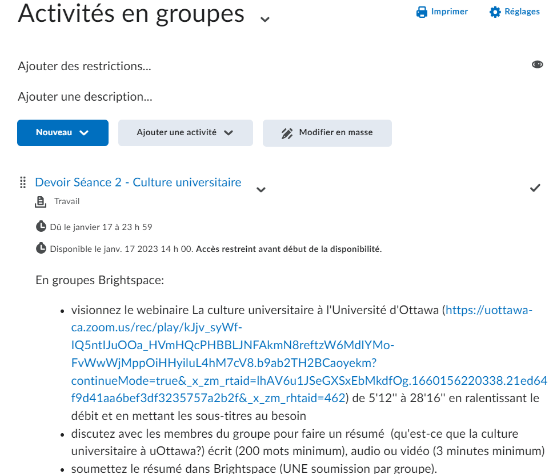 Activités en groupes
Imprimer
Réglages
Ajouter des restrictions...
Ajouter une description...
Nouveau
Ajouter une activité
Modifier en masse
Devoir Séance 2 - Culture universitaire
Travail
Dû le janvier 17 à 23 h 59
Disponible le janv. 17 2023 14 h 00. Accès restreint avant début de la disponibilité.
En groupes Brightspace:
• visionnez le webinaire La culture universitaire à l'Université d'Ottawa (https://uottawa-
ca.zoom.us/rec/play/kJjv_syWf-
IQ5ntIJuOOa_HVmHQcPHBBLJNFAkmN8reftzW6MdIYMo-
FvWwWjMppOiHHyiluL4hM7cV8.b9ab2TH2BCaoyekm?
continueMode=true&_x_zm_rtaid=lhAV6u1JSeGXSxEbMkdfOg.1660156220338.21ed64
f9d41aa6bef3df3235757a2b2f&_x_zm_rhtaid=462) de 5'12'' à 28'16'' en ralentissant le
débit et en mettant les sous-titres au besoin
• discutez avec les membres du groupe pour faire un résumé (qu'est-ce que la culture
universitaire à uOttawa?) écrit (200 mots minimum), audio ou vidéo (3 minutes minimum)
• soumettez le résumé dans Brightspace (UNE soumission par groupe).